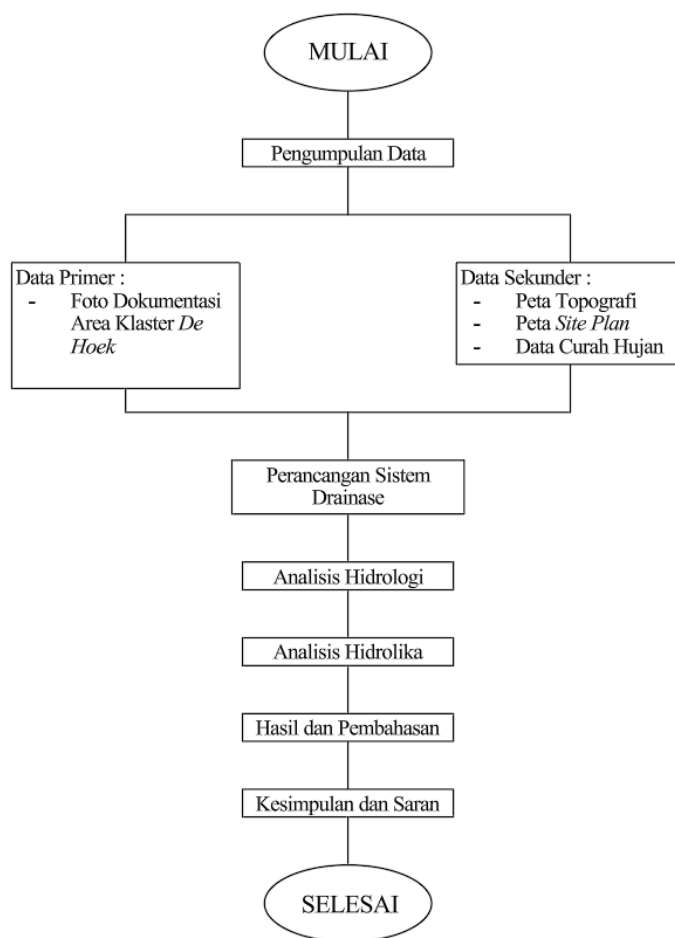 MULAI
Pengumpulan Data
Data Primer :
- Foto Dokumentasi
Area Klaster De
Hoek
Data Sekunder :
- Peta Topografi
- Peta Site Plan
- Data Curah Hujan
Perancangan Sistem
Drainase
Analisis Hidrologi
Analisis Hidrolika
Hasil dan Pembahasan
Kesimpulan dan Saran
SELESAI